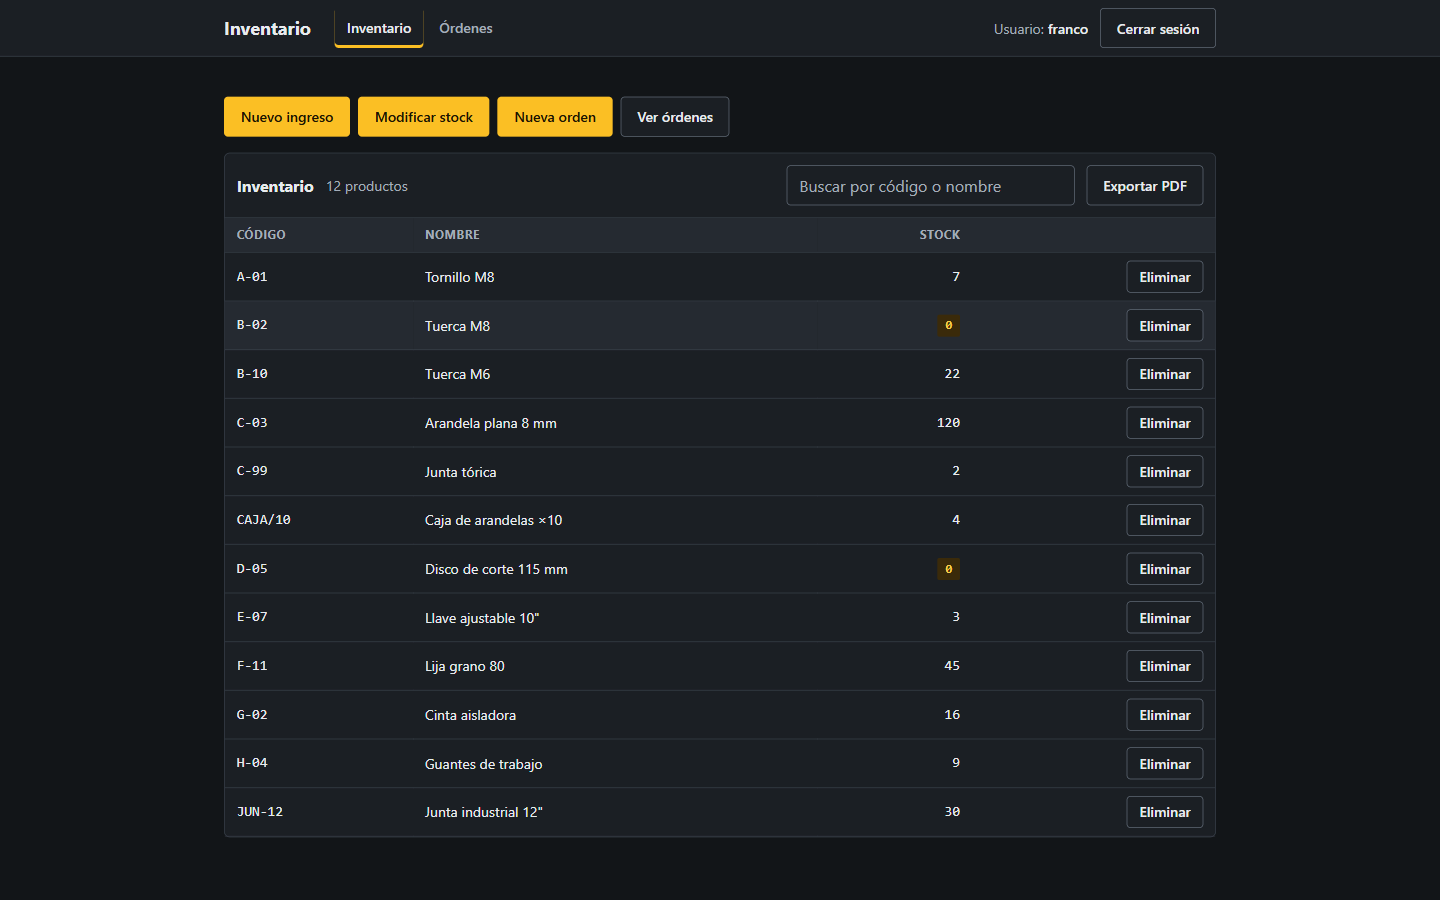 Inventario Inventario Órdenes Usuario: franco Cerrar sesión
Nuevo ingreso Modificar stock Nueva orden Ver órdenes
Inventario 12 productos Buscar por código o nombre Exportar PDF
CÓDIGO NOMBRE STOCK
A-01 Tornillo M8 7 Eliminar
B-02 Tuerca M8 0 Eliminar
B-10 Tuerca M6 22 Eliminar
C-03 Arandela plana 8 mm 120 Eliminar
C-99 Junta tórica 2 Eliminar
CAJA/10 Caja de arandelas ×10 4 Eliminar
D-05 Disco de corte 115 mm 0 Eliminar
E-07 Llave ajustable 10" 3 Eliminar
F-11 Lija grano 80 45 Eliminar
G-02 Cinta aisladora 16 Eliminar
H-04 Guantes de trabajo 9 Eliminar
JUN-12 Junta industrial 12" 30 Eliminar